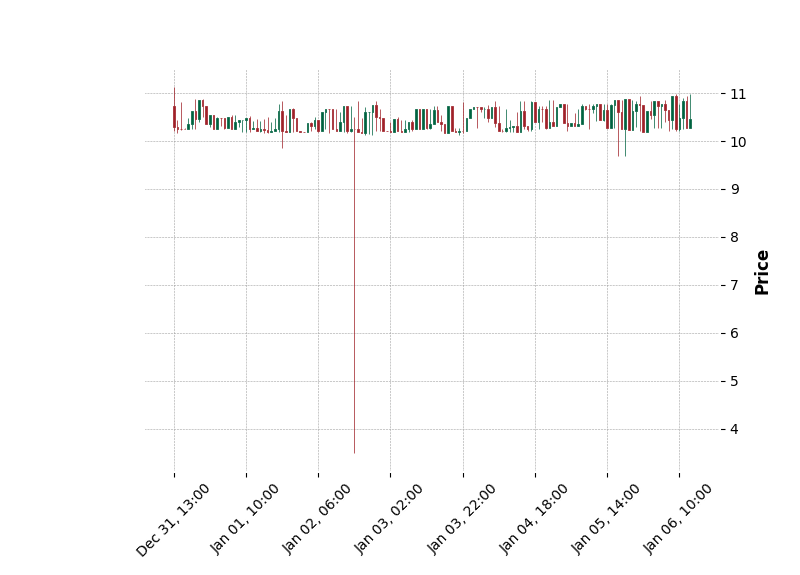 11
10
9
8
7
6
5
4
Price
Dec 31, 13:00
Jan 01, 10:00
Jan 02, 06:00
Jan 03, 02:00
Jan 03, 22:00
Jan 04, 18:00
Jan 05, 14:00
Jan 06, 10:00